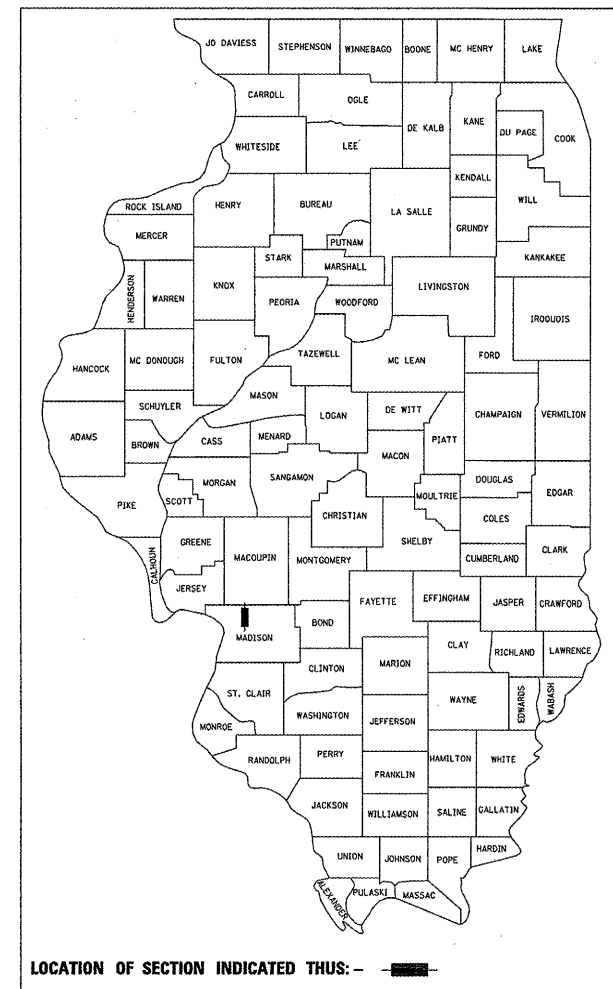 JO DAVIESS STEPHENSON WINNEBAGO BOONE MC HENRY LAKE
CARROLL OGLE DE KALB KANE DU PAGE COOK
WHITESIDE LEE KENDALL WILL
ROCK ISLAND HENRY BUREAU LA SALLE GRUNDY
MERCER PUTNAM KANKAKEE
STARK MARSHALL
HENDERSON WARREN KNOX PEORIA WOODFORD LIVINGSTON IROQUOIS
HANCOCK MC DONOUGH FULTON TAZEWELL MC LEAN FORD
SCHUYLER MASON LOGAN DE WITT CHAMPAIGN VERMILION
ADAMS BROWN CASS MENARD MACON PIATT
MORGAN SANGAMON DOUGLAS
PIKE SCOTT CHRISTIAN MOULTRIE COLES EDGAR
GREENE MACOUPIN MONTGOMERY SHELBY CUMBERLAND CLARK
CALHOUN JERSEY FAYETTE EFFINGHAM JASPER CRAWFORD
MADISON BOND CLAY RICHLAND LAWRENCE
CLINTON MARION
ST. CLAIR WAYNE EDWARDS WABASH
MONROE WASHINGTON JEFFERSON
RANDOLPH PERRY HAMILTON WHITE
FRANKLIN
JACKSON WILLIAMSON SALINE GALLATIN
UNION JOHNSON POPE HARDIN
ALEXANDER PULASKI MASSAC
LOCATION OF SECTION INDICATED THUS: -